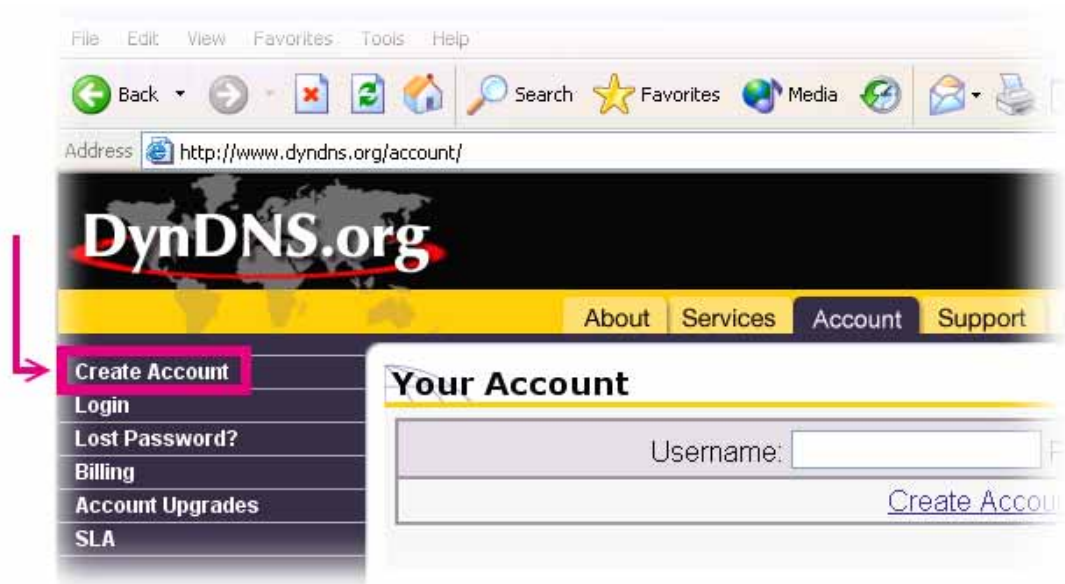 File Edit View Favorites Tools Help
Back Search Favorites Media
Address http://www.dyndns.org/account/
DynDNS.org
About Services Account Support
Create Account
Login
Lost Password?
Billing
Account Upgrades
SLA
Your Account
Username:
Create